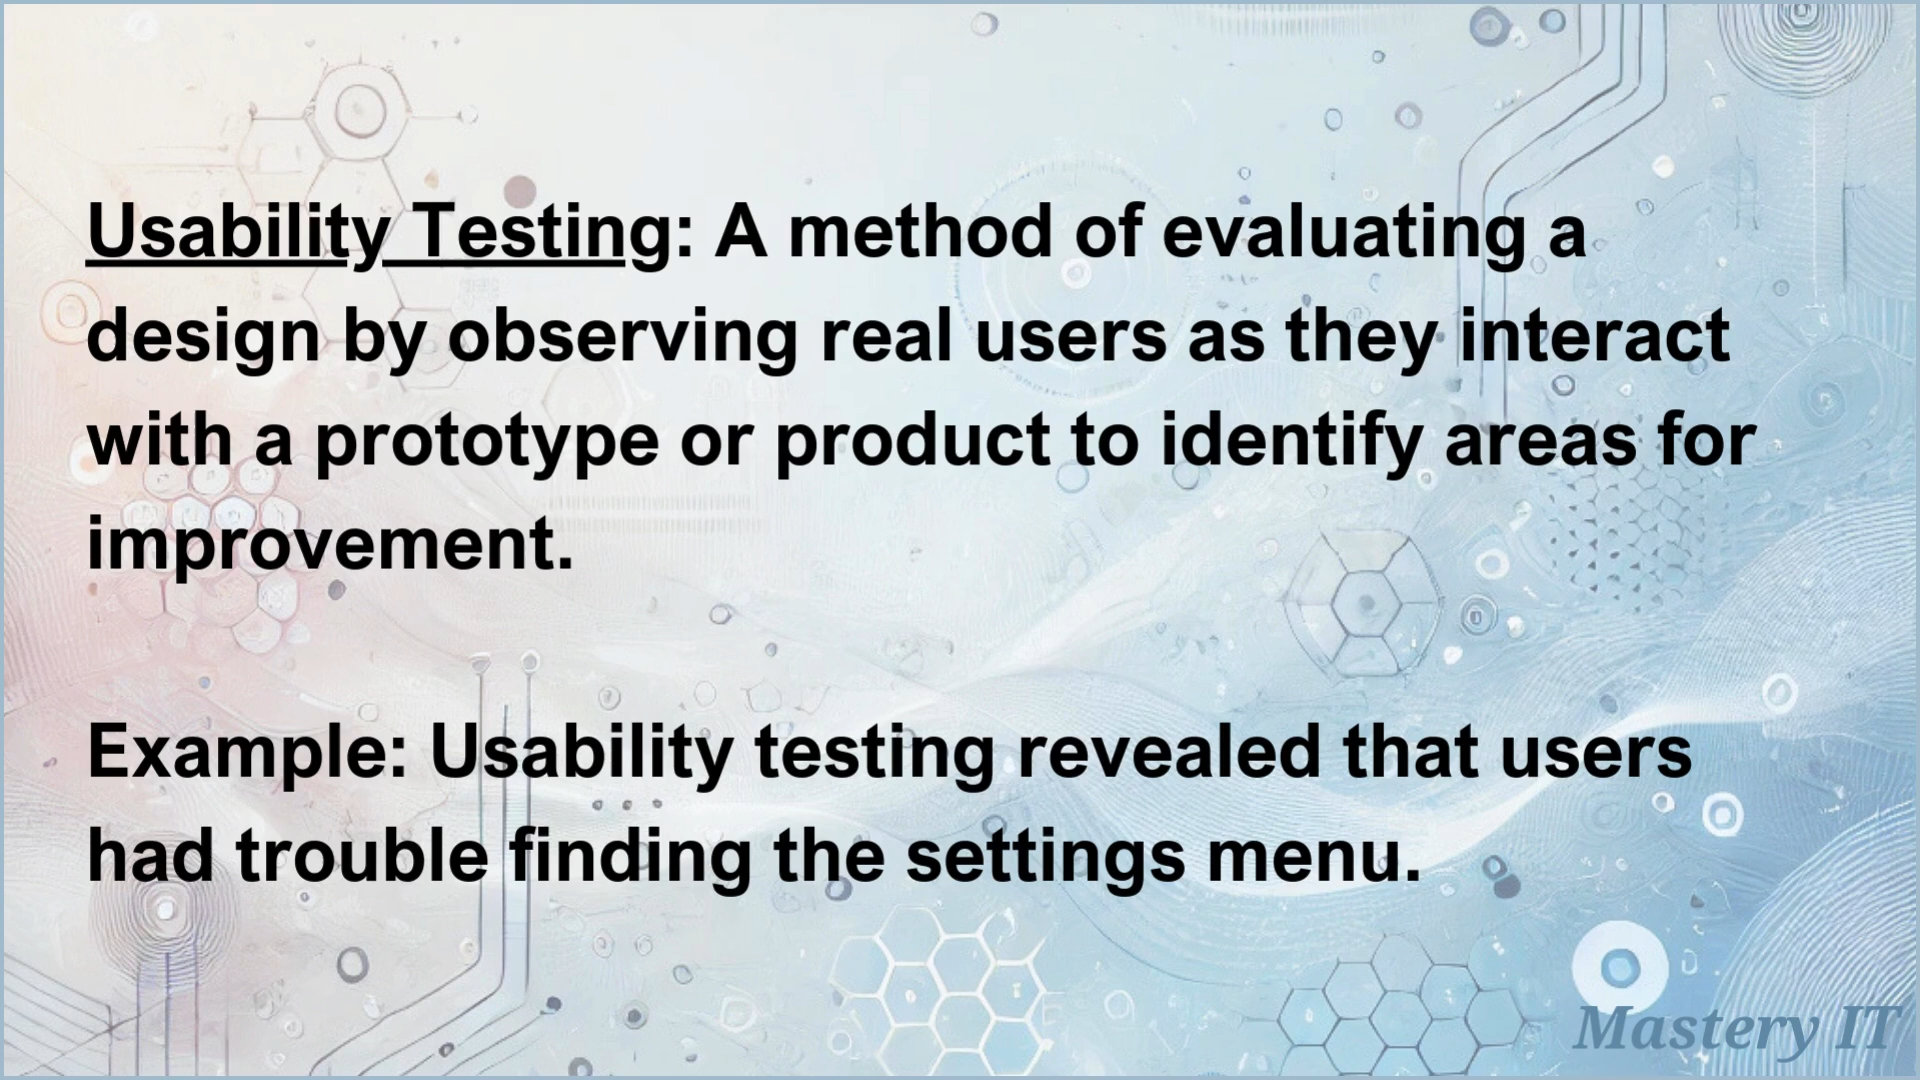 Usability Testing: A method of evaluating a
design by observing real users as they interact
with a prototype or product to identify areas for
improvement.
Example: Usability testing revealed that users
had trouble finding the settings menu.
Mastery IT